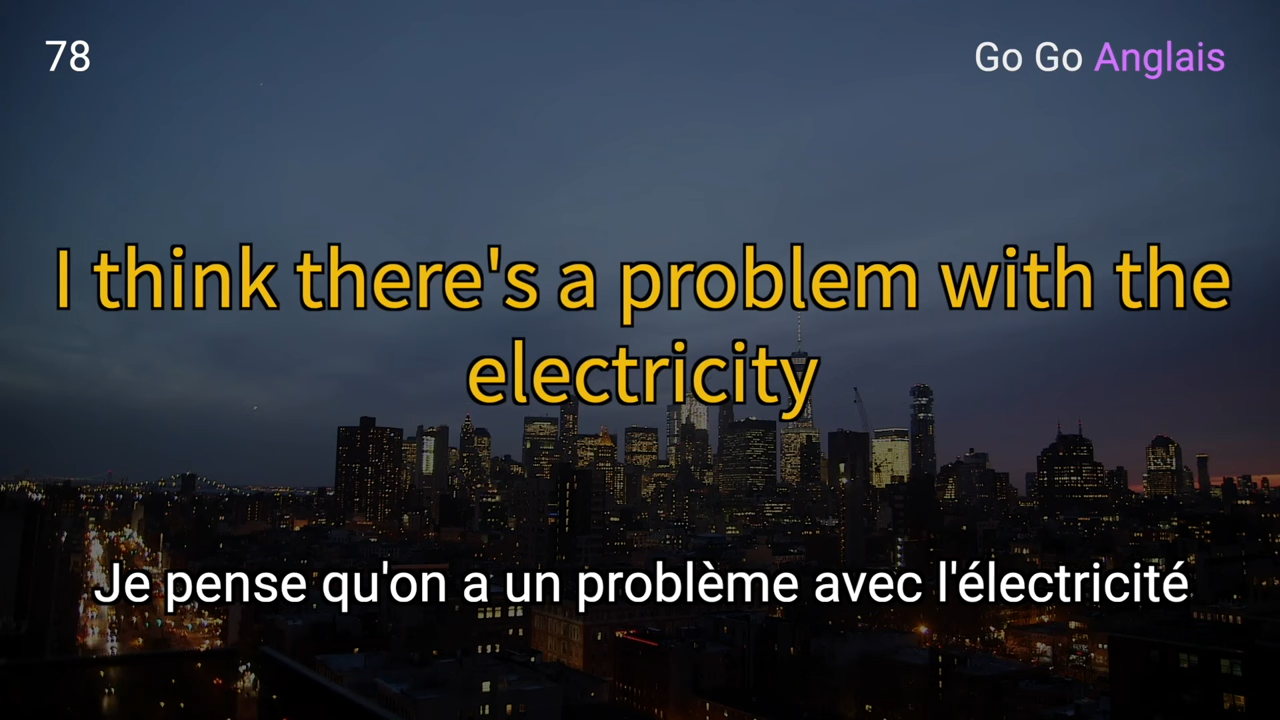 78
Go Go Anglais
I think there's a problem with the
electricity
Je pense qu'on a un problème avec l'électricité